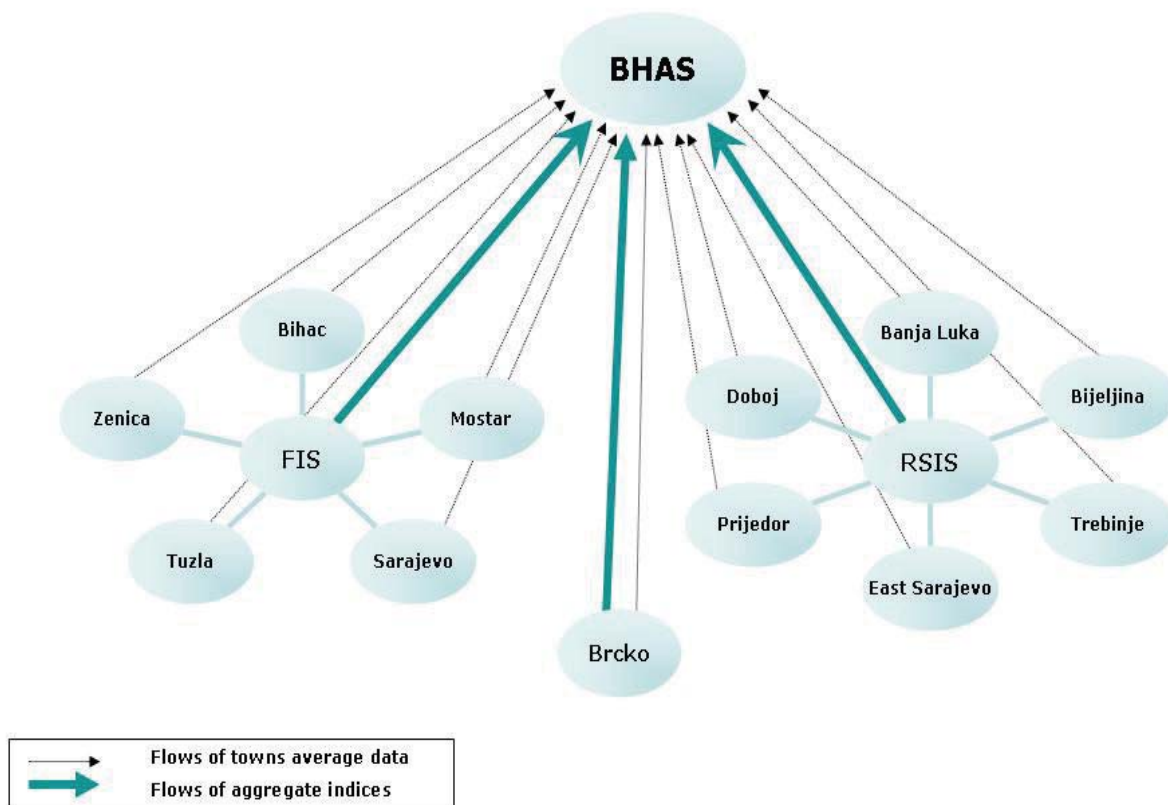 BHAS
Bihac
Zenica
Mostar
FIS
Tuzla
Sarajevo
Banja Luka
Doboj
Bijeljina
RSIS
Prijedor
Trebinje
East Sarajevo
Brcko
Flows of towns average data
Flows of aggregate indices